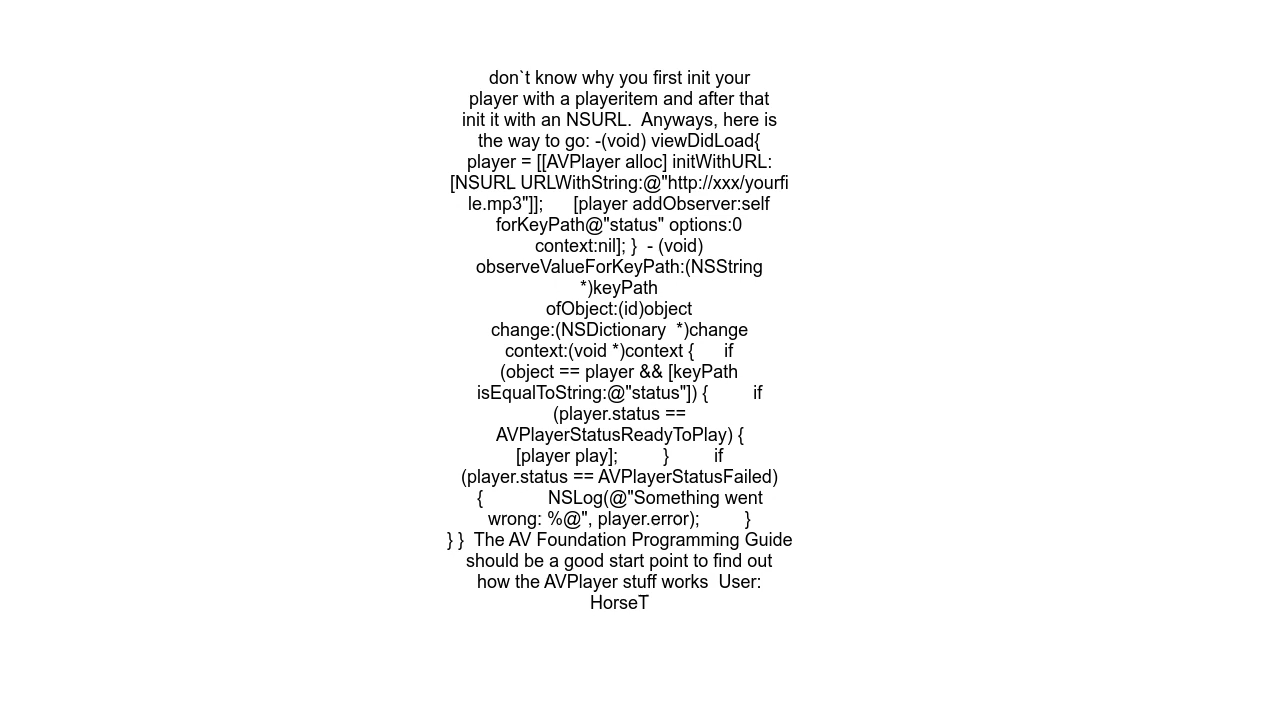 don`t know why you first init your
player with a playeritem and after that
init it with an NSURL.  Anyways, here is
the way to go: -(void) viewDidLoad{
player = [[AVPlayer alloc] initWithURL:
[NSURL URLWithString:@"http://xxx/yourfi
le.mp3"]];      [player addObserver:self
forKeyPath@"status" options:0
context:nil]; }  - (void)
observeValueForKeyPath:(NSString
*)keyPath
ofObject:(id)object
change:(NSDictionary  *)change
context:(void *)context {      if
(object == player && [keyPath
isEqualToString:@"status"]) {         if
(player.status ==
AVPlayerStatusReadyToPlay) {
[player play];         }         if
(player.status == AVPlayerStatusFailed)
{             NSLog(@"Something went
wrong: %@", player.error);         }
} }  The AV Foundation Programming Guide
should be a good start point to find out
how the AVPlayer stuff works  User:
HorseT